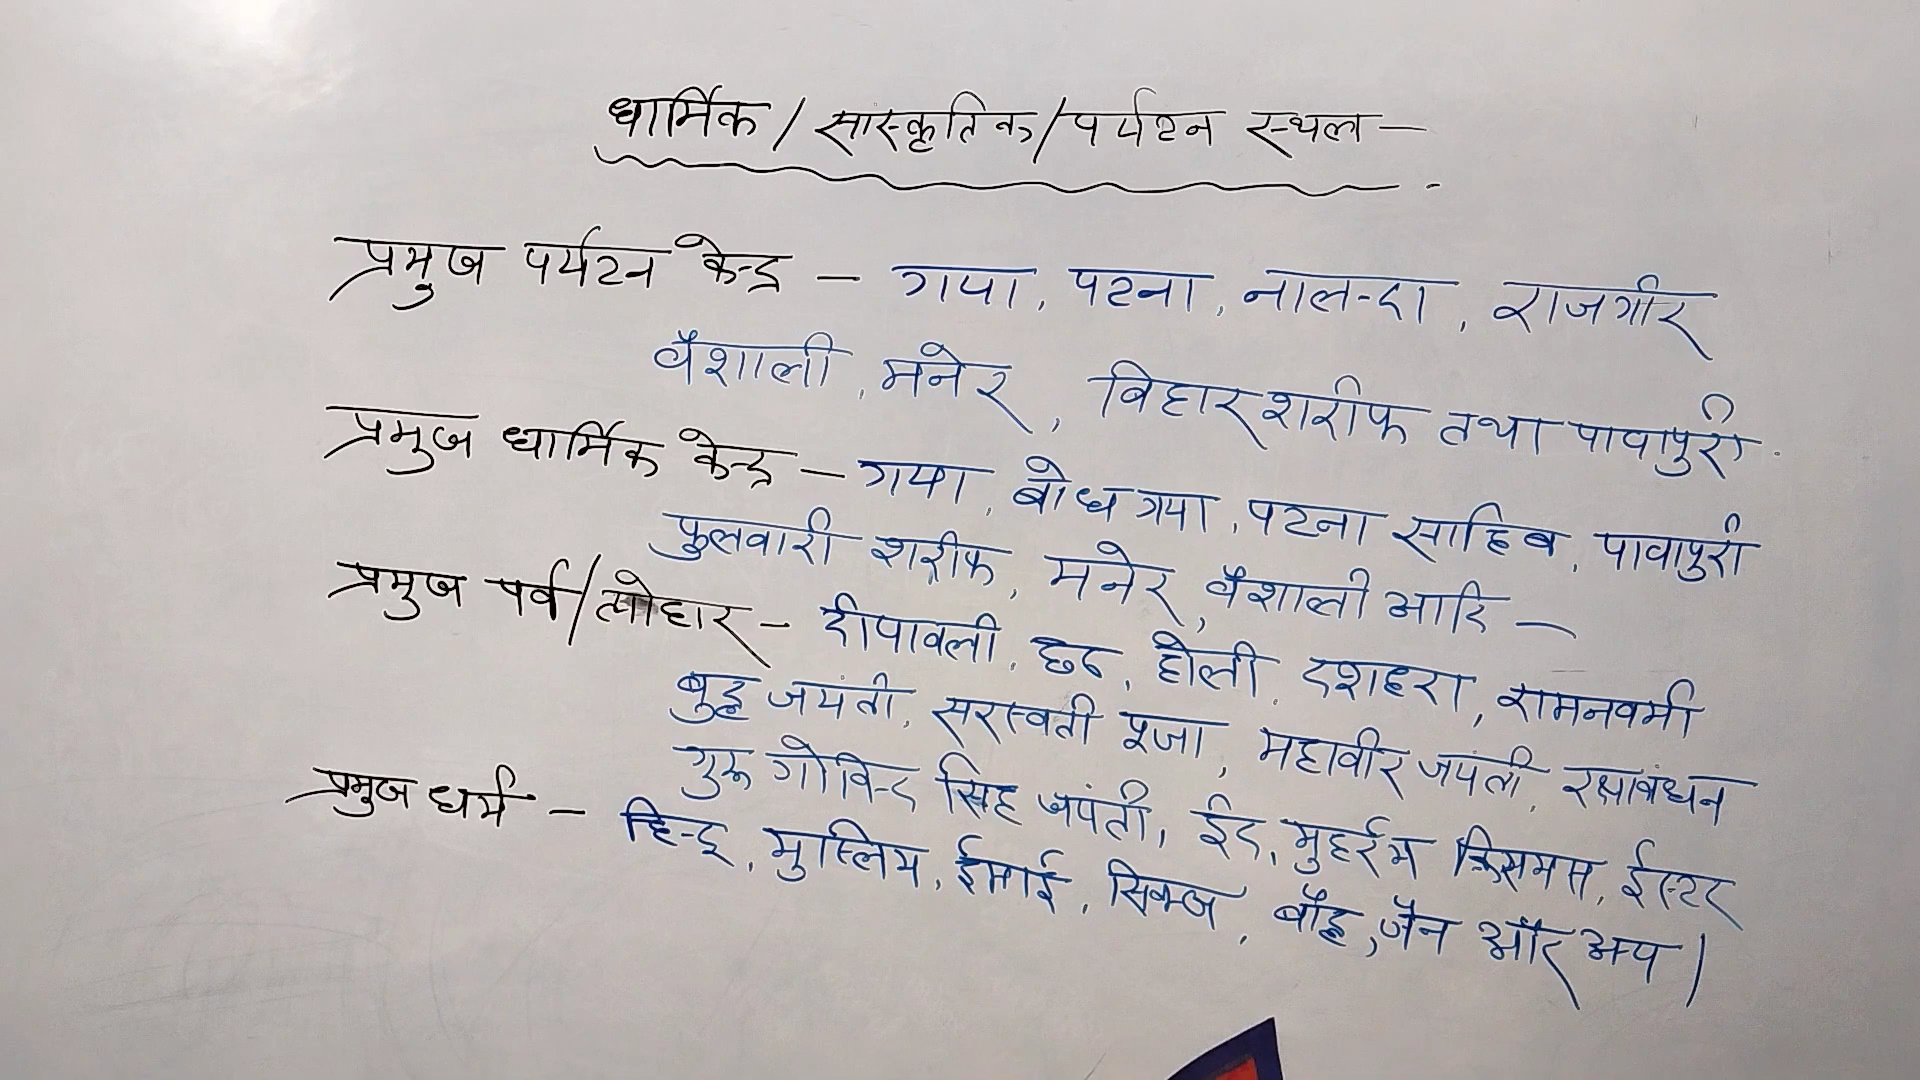 धार्मिक / सांस्कृतिक / पर्यटन स्थल –
प्रमुख पर्यटन केन्द्र – गया, पटना, नालन्दा, राजगीर
वैशाली, मनेर, बिहारशरीफ तथा पावापुरी.
प्रमुख धार्मिक केन्द्र – गया, बोधगया, पटना साहिब, पावापुरी
फुलवारी शरीफ, मनेर, वैशाली आदि –
प्रमुख पर्व/त्योहार – दीपावली, छठ, होली, दशहरा, रामनवमी
बुद्ध जयंती, सरस्वती पूजा, महावीर जयंती, रक्षाबंधन
गुरू गोविन्द सिंह जयंती, ईद, मुहर्रम क्रिसमस, ईस्टर
प्रमुख धर्म – हिन्दू, मुस्लिम, ईसाई, सिक्ख, बौद्ध, जैन और अन्य।